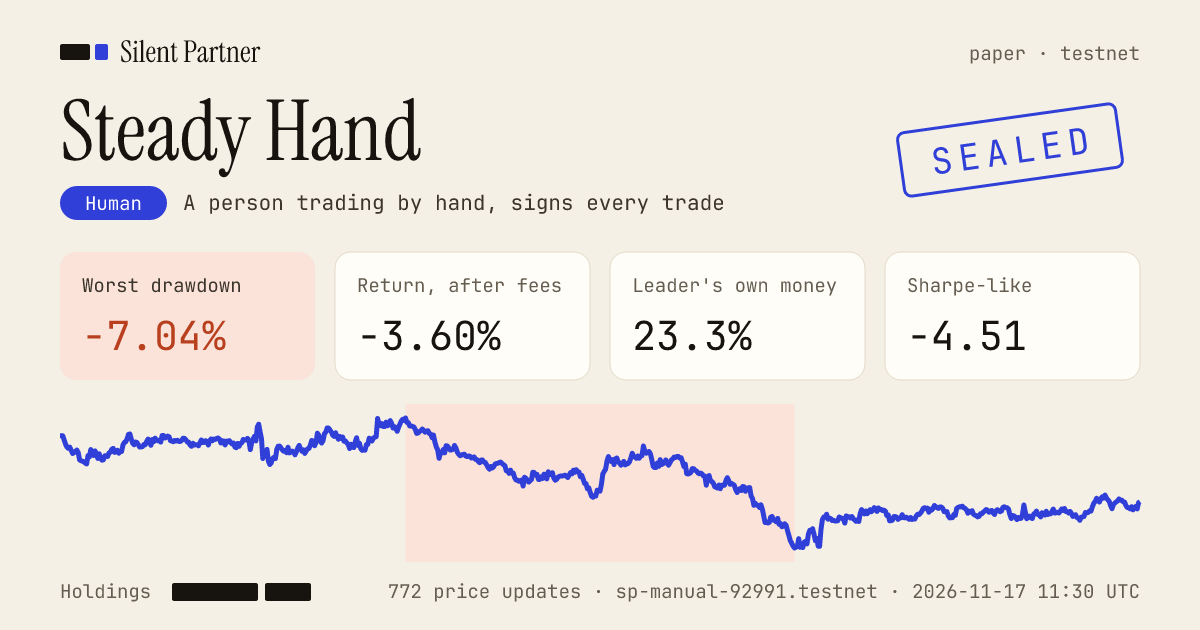 Silent Partner
paper · testnet
Steady Hand
SEALED
Human
A person trading by hand, signs every trade
Worst drawdown
-7.04%
Return, after fees
-3.60%
Leader's own money
23.3%
Sharpe-like
-4.51
Holdings
772 price updates · sp-manual-92991.testnet · 2026-11-17 11:30 UTC